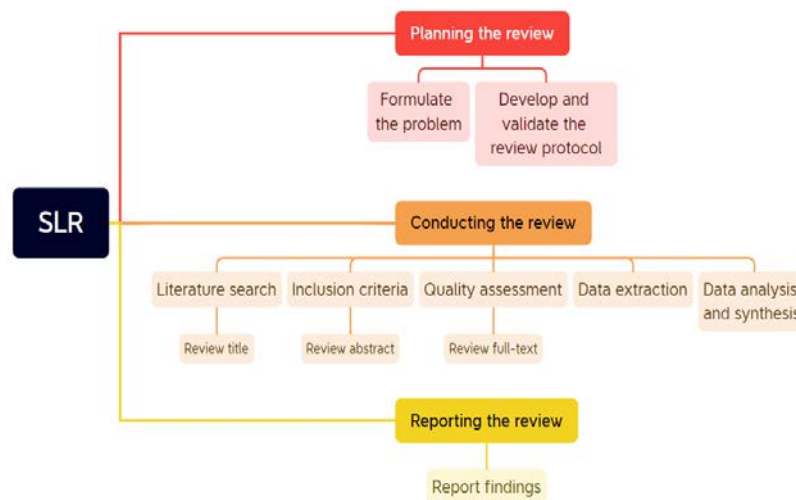 Planning the review
Formulate
the problem
Develop and
validate the
review protocol
SLR
Conducting the review
Literature search
Inclusion criteria
Quality assessment
Data extraction
Data analysis
and synthesis
Review title
Review abstract
Review full-text
Reporting the review
Report findings